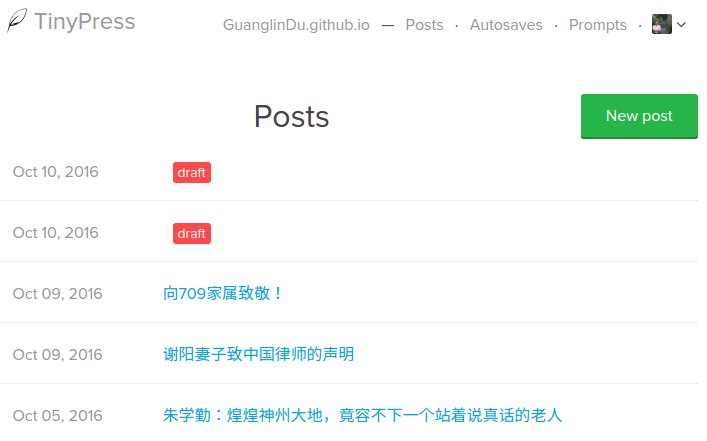 TinyPress GuanglinDu.github.io — Posts · Autosaves · Prompts ·
Posts New post
Oct 10, 2016 draft
Oct 10, 2016 draft
Oct 09, 2016 向709家属致敬！
Oct 09, 2016 谢阳妻子致中国律师的声明
Oct 05, 2016 朱学勤：煌煌神州大地，竟容不下一个站着说真话的老人